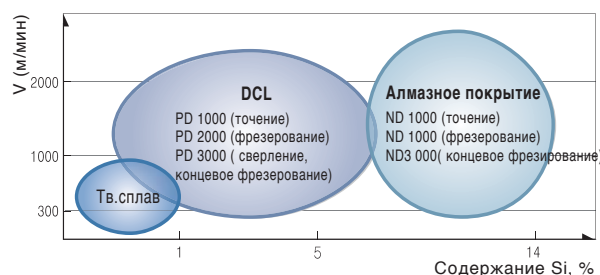 V (м/мин)
2000
1000
300
DCL
PD 1000 (точение)
PD 2000 (фрезерование)
PD 3000 ( сверление,
концевое фрезерование)
Алмазное покрытие
ND 1000 (точение)
ND 1000 (фрезерование)
ND3 000( концевое фрезирование)
Тв.сплав
1
5
14
Содержание Si, %